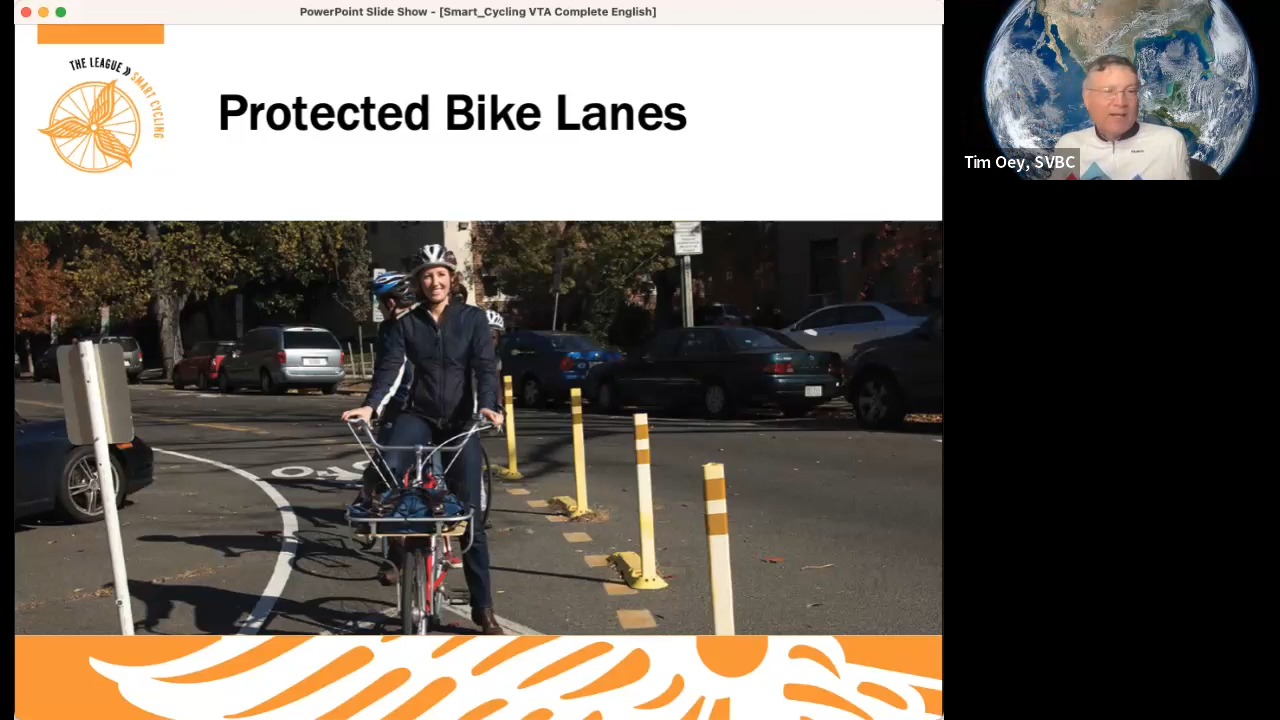 PowerPoint Slide Show - [Smart_Cycling VTA Complete English]
THE LEAGUE
SMART CYCLING
Protected Bike Lanes
Tim Oey, SVBC